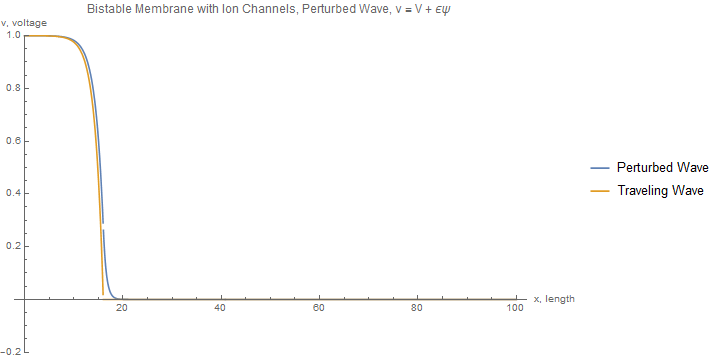 Bistable Membrane with Ion Channels, Perturbed Wave, v = V + ϵψ
v, voltage
1.0
0.8
0.6
0.4
0.2
-0.2
20
40
60
80
100
x, length
Perturbed Wave
Traveling Wave